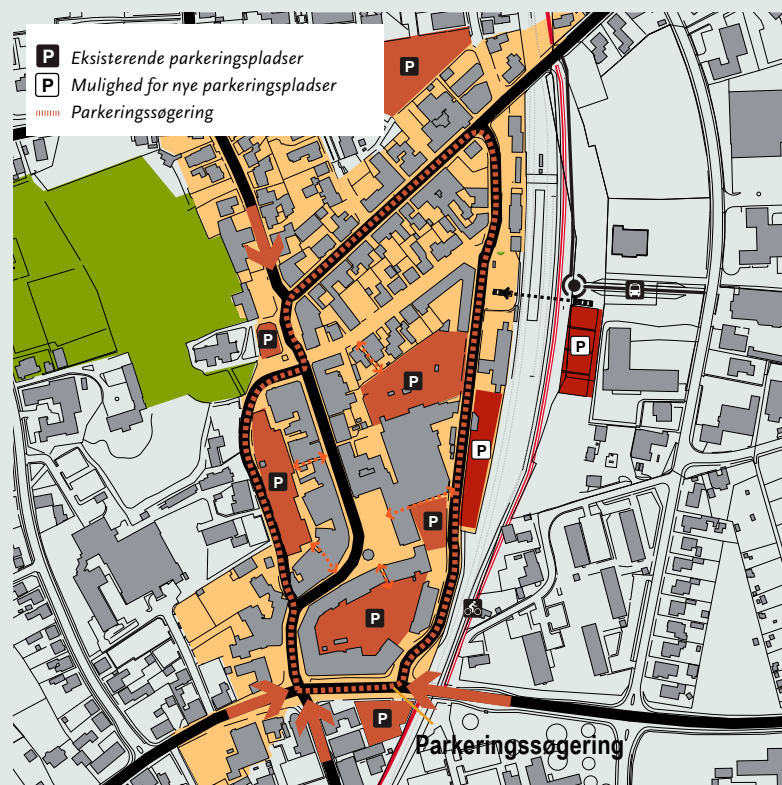 P Eksisterende parkeringspladser
P Mulighed for nye parkeringspladser
Parkeringssøgering
P
P
P
P
P
P
P
P
P
Parkeringssøgering